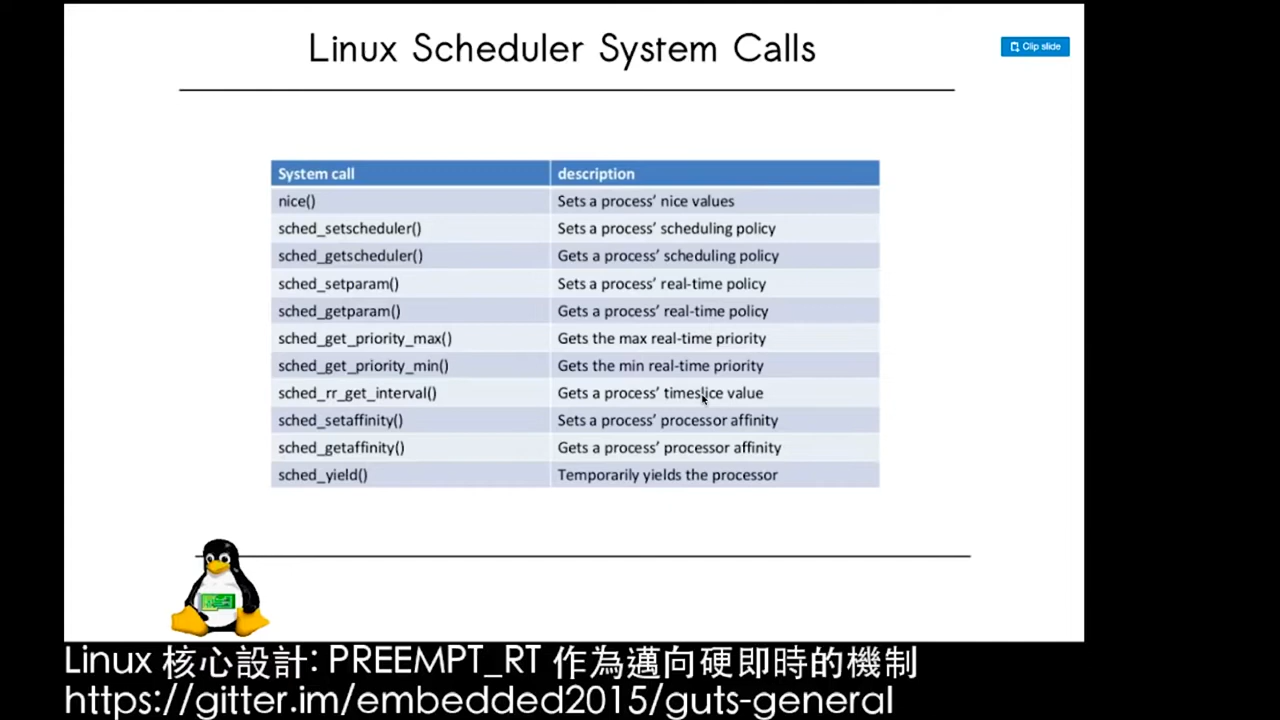 Linux Scheduler System Calls
Clip slide
System call description
nice() Sets a process’ nice values
sched_setscheduler() Sets a process’ scheduling policy
sched_getscheduler() Gets a process’ scheduling policy
sched_setparam() Sets a process’ real-time policy
sched_getparam() Gets a process’ real-time policy
sched_get_priority_max() Gets the max real-time priority
sched_get_priority_min() Gets the min real-time priority
sched_rr_get_interval() Gets a process’ timeslice value
sched_setaffinity() Sets a process’ processor affinity
sched_getaffinity() Gets a process’ processor affinity
sched_yield() Temporarily yields the processor
Linux 核心設計: PREEMPT_RT 作為邁向硬即時的機制
https://gitter.im/embedded2015/guts-general